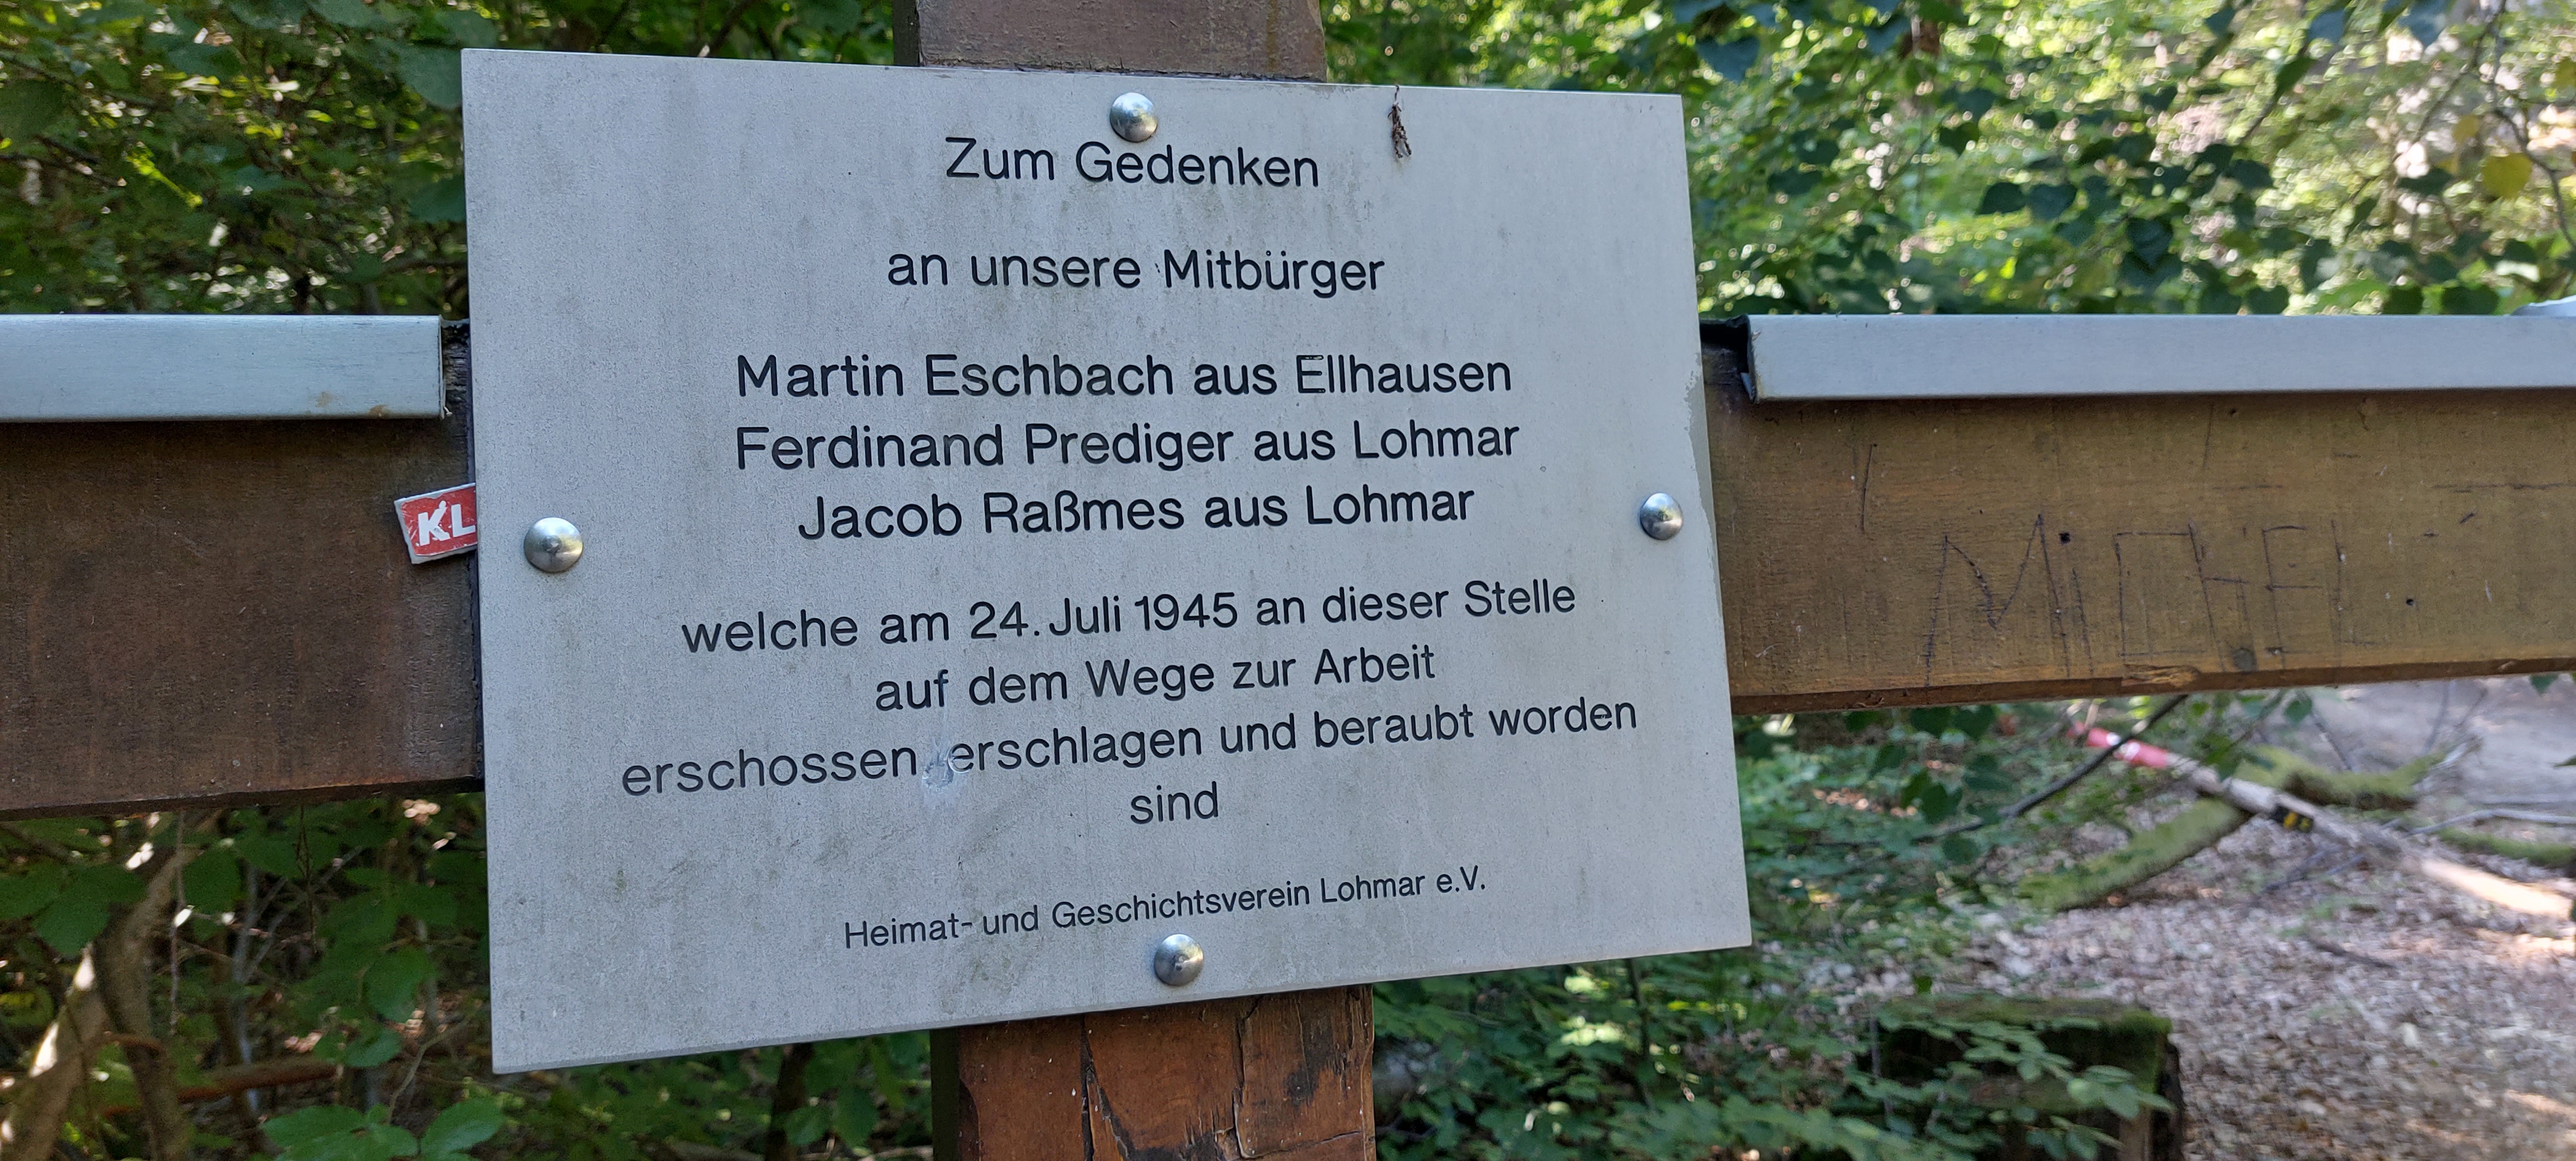 Zum Gedenken
an unsere Mitbürger
Martin Eschbach aus Ellhausen
Ferdinand Prediger aus Lohmar
Jacob Raßmes aus Lohmar
welche am 24. Juli 1945 an dieser Stelle
auf dem Wege zur Arbeit
erschossen erschlagen und beraubt worden
sind
Heimat- und Geschichtsverein Lohmar e.V.
KL
MiCHEL